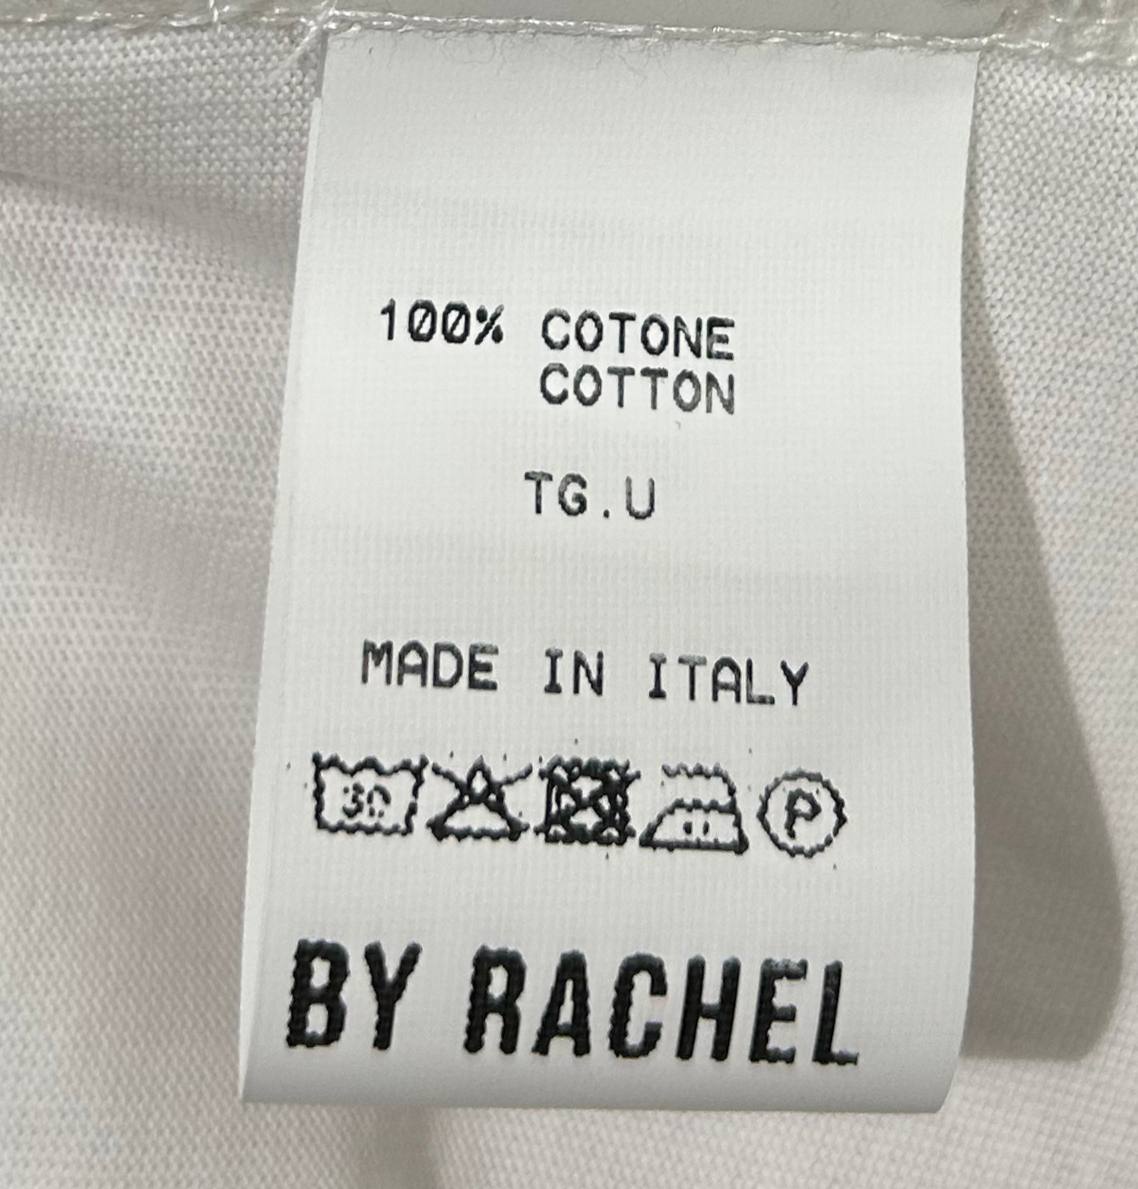 100% COTONE
COTTON
TG.U
MADE IN ITALY
30 P
BY RACHEL